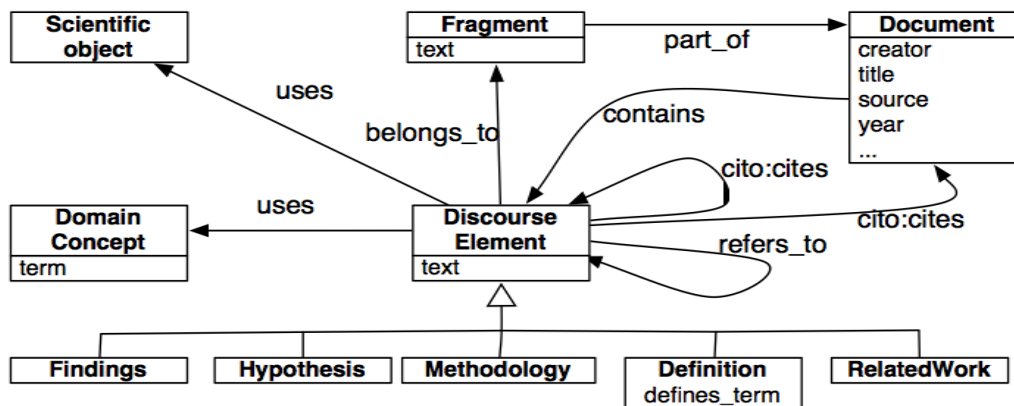 Scientific
object
Fragment
text
part_of
Document
creator
title
source
year
...
uses
belongs_to
contains
cito:cites
Domain
Concept
term
uses
Discourse
Element
text
cito:cites
refers_to
Findings
Hypothesis
Methodology
Definition
defines_term
RelatedWork